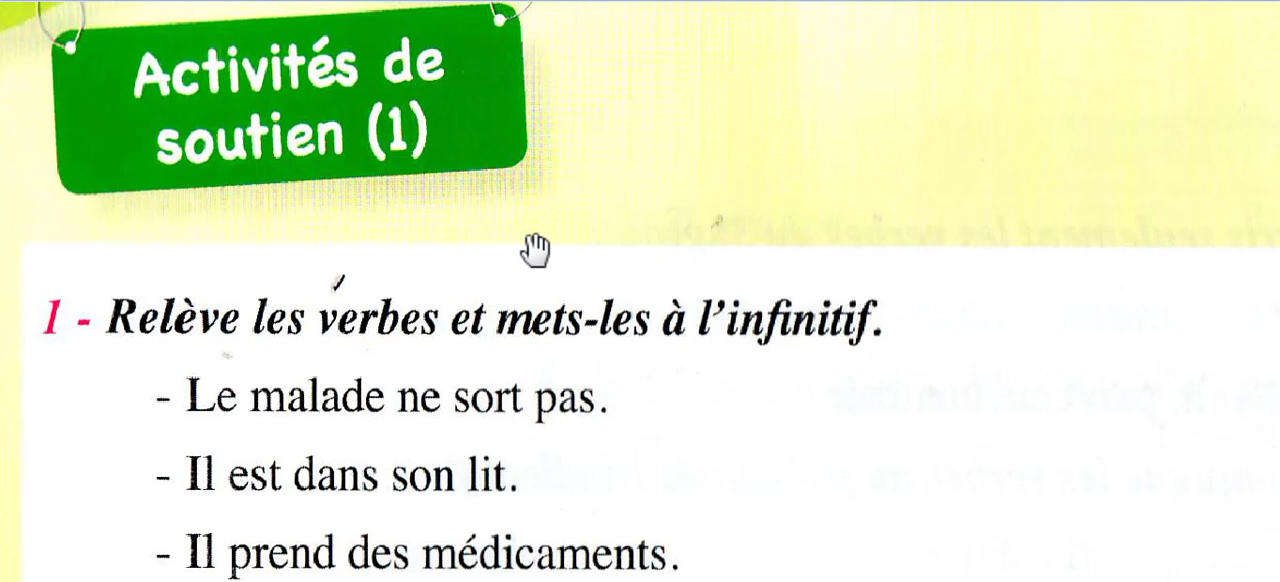 Activités de
soutien (1)
1 - Relève les verbes et mets-les à l'infinitif.
- Le malade ne sort pas.
- Il est dans son lit.
- Il prend des médicaments.